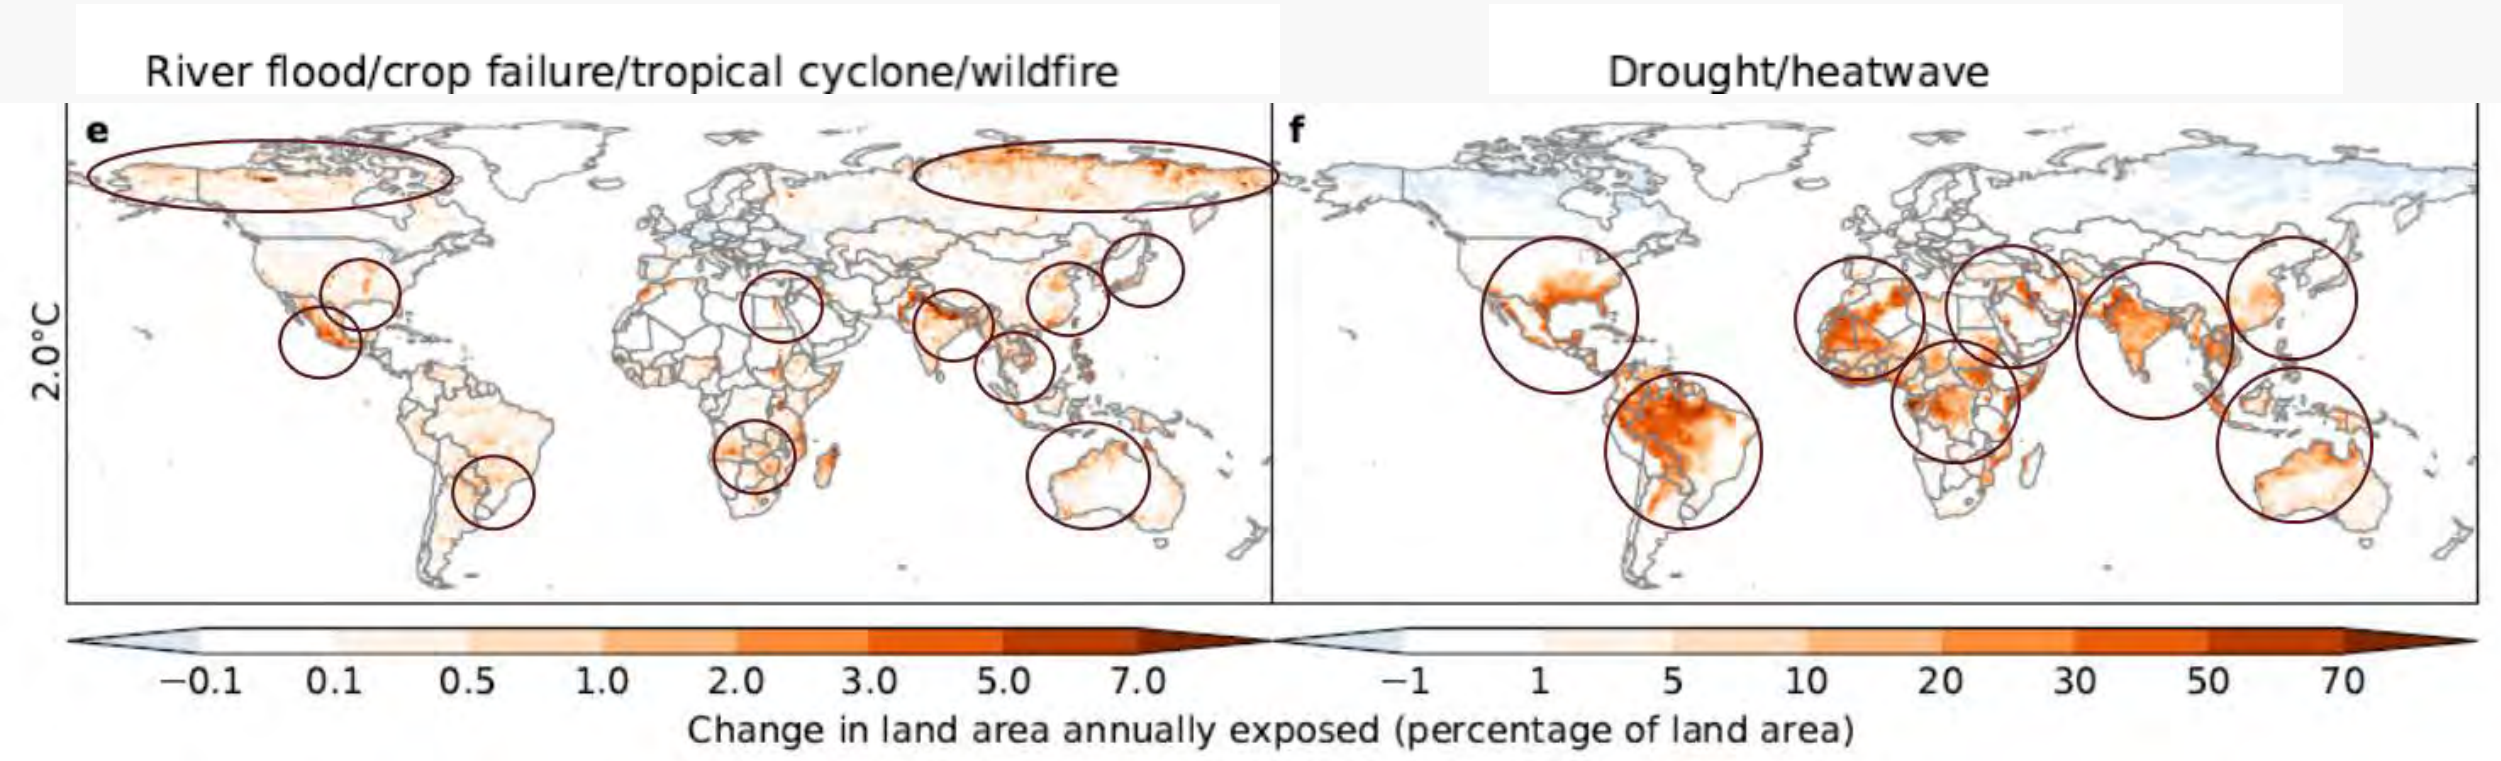 River flood/crop failure/tropical cyclone/wildfire
Drought/heatwave
e
f
2.0°C
−0.1 0.1 0.5 1.0 2.0 3.0 5.0 7.0
−1 1 5 10 20 30 50 70
Change in land area annually exposed (percentage of land area)